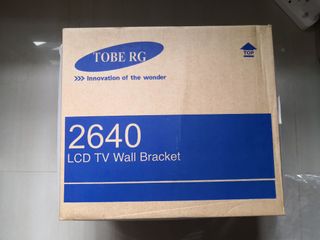 TOBE RG
>>> Innovation of the wonder
TOP
2640
LCD TV Wall Bracket